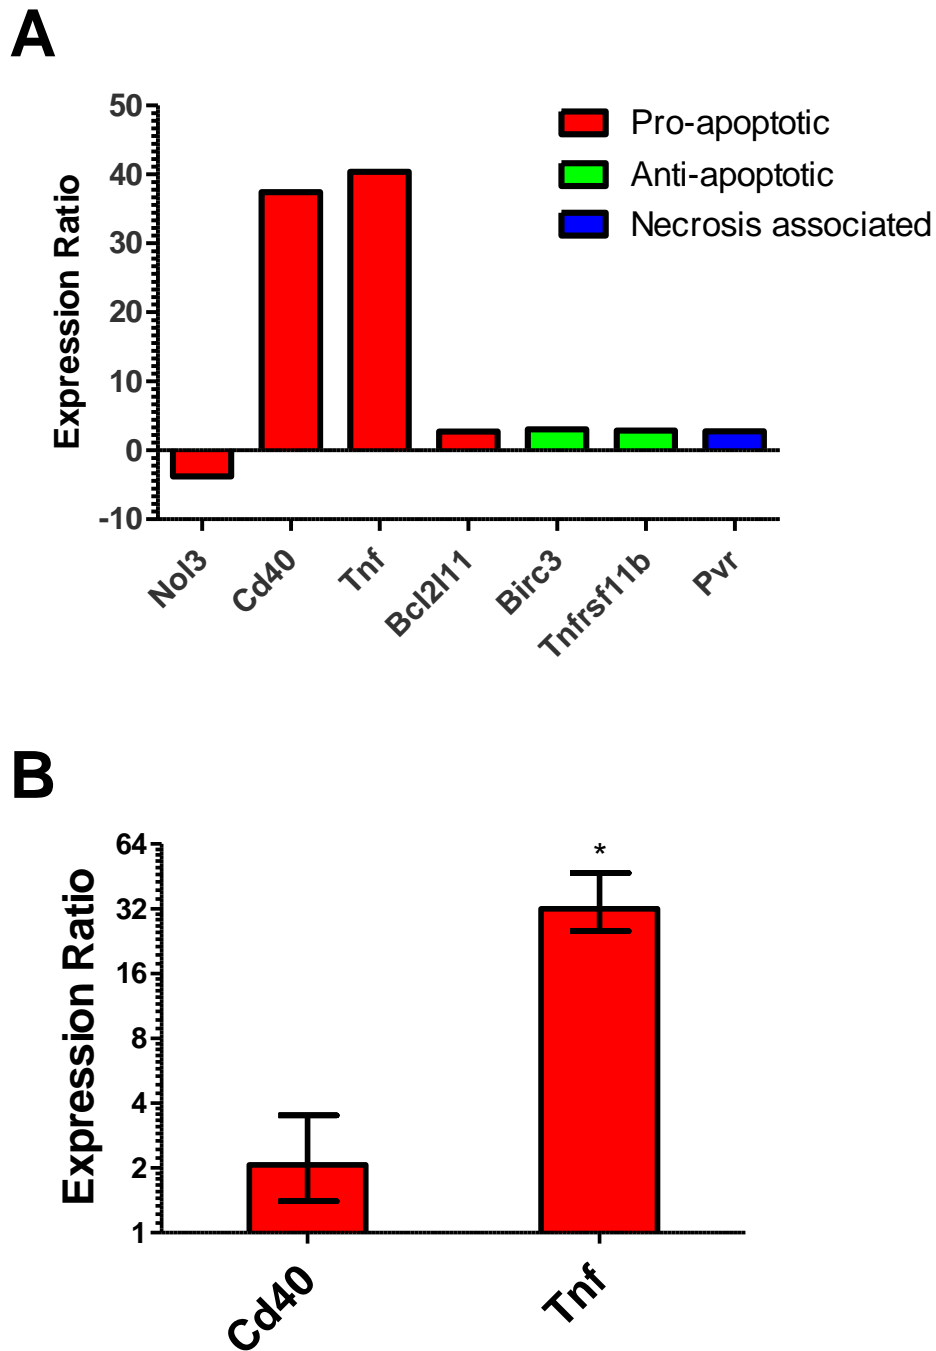 A
50
40
30
20
10
0
-10
Expression Ratio
Pro-apoptotic
Anti-apoptotic
Necrosis associated
Nol3
Cd40
Tnf
Bcl2l11
Birc3
Tnfrsf11b
Pvr
B
64
32
16
8
4
2
1
Expression Ratio
*
Cd40
Tnf